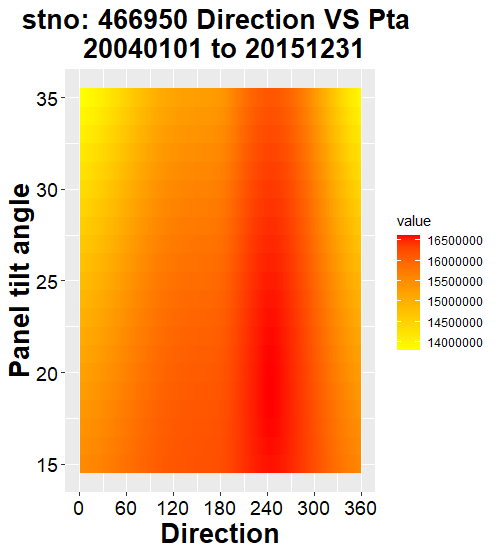 stno: 466950 Direction VS Pta
20040101 to 20151231
Panel tilt angle
35
30
25
20
15
0 60 120 180 240 300 360
Direction
value
16500000
16000000
15500000
15000000
14500000
14000000